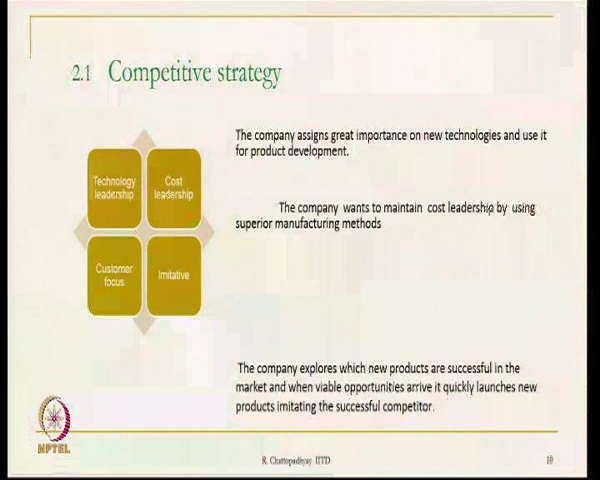 2.1 Competitive strategy
Technology
leadership
Cost
leadership
Customer
focus
Imitative
The company assigns great importance on new technologies and use it
for product development.
The company wants to maintain cost leadership by using
superior manufacturing methods
The company explores which new products are successful in the
market and when viable opportunities arrive it quickly launches new
products imitating the successful competitor.
NPTEL
R. Chattopadhyay IITD
10